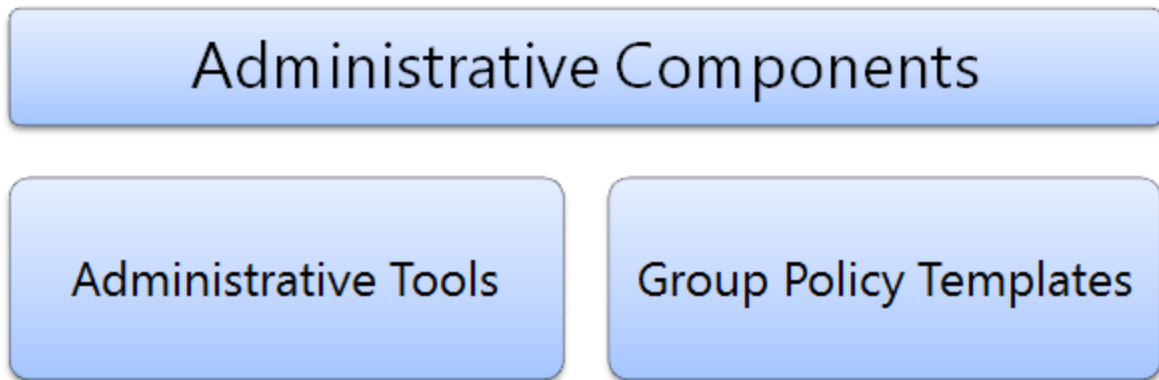 Administrative Components
Administrative Tools
Group Policy Templates